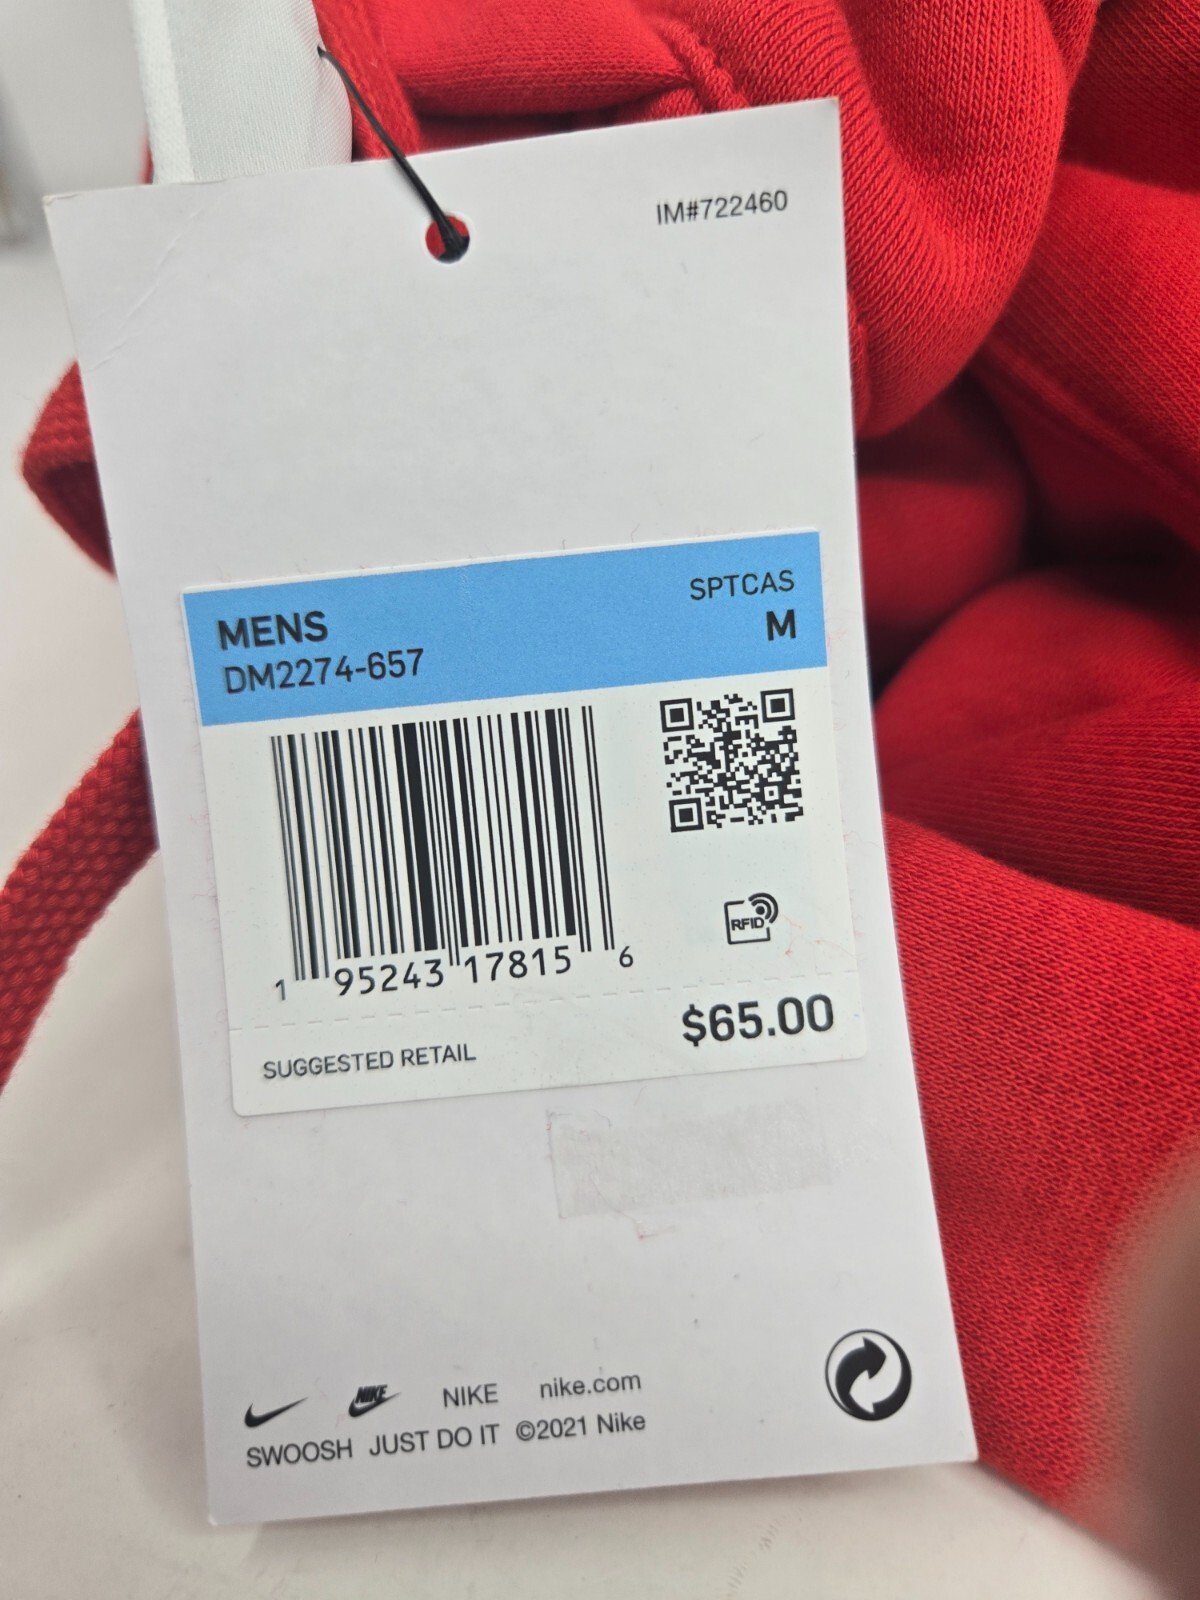 IM#722460
SPTCAS
MENS
M
DM2274-657
RFID
1 95243 17815 6
$65.00
SUGGESTED RETAIL
NIKE NIKE nike.com
SWOOSH JUST DO IT ©2021 Nike